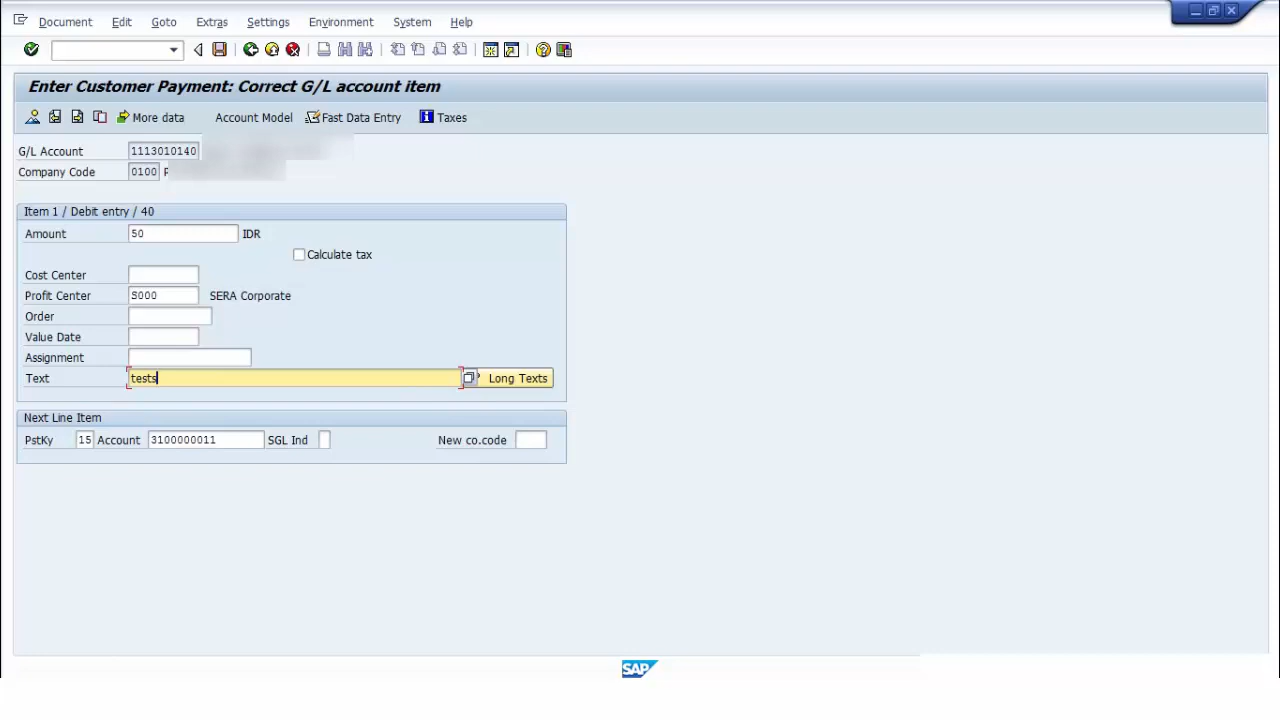 Document Edit Goto Extras Settings Environment System Help
Enter Customer Payment: Correct G/L account item
More data Account Model Fast Data Entry Taxes
G/L Account 1113010140
Company Code 0100 P
Item 1 / Debit entry / 40
Amount 50 IDR
Calculate tax
Cost Center
Profit Center S000 SERA Corporate
Order
Value Date
Assignment
Text tests Long Texts
Next Line Item
PstKy 15 Account 3100000011 SGL Ind New co.code
SAP